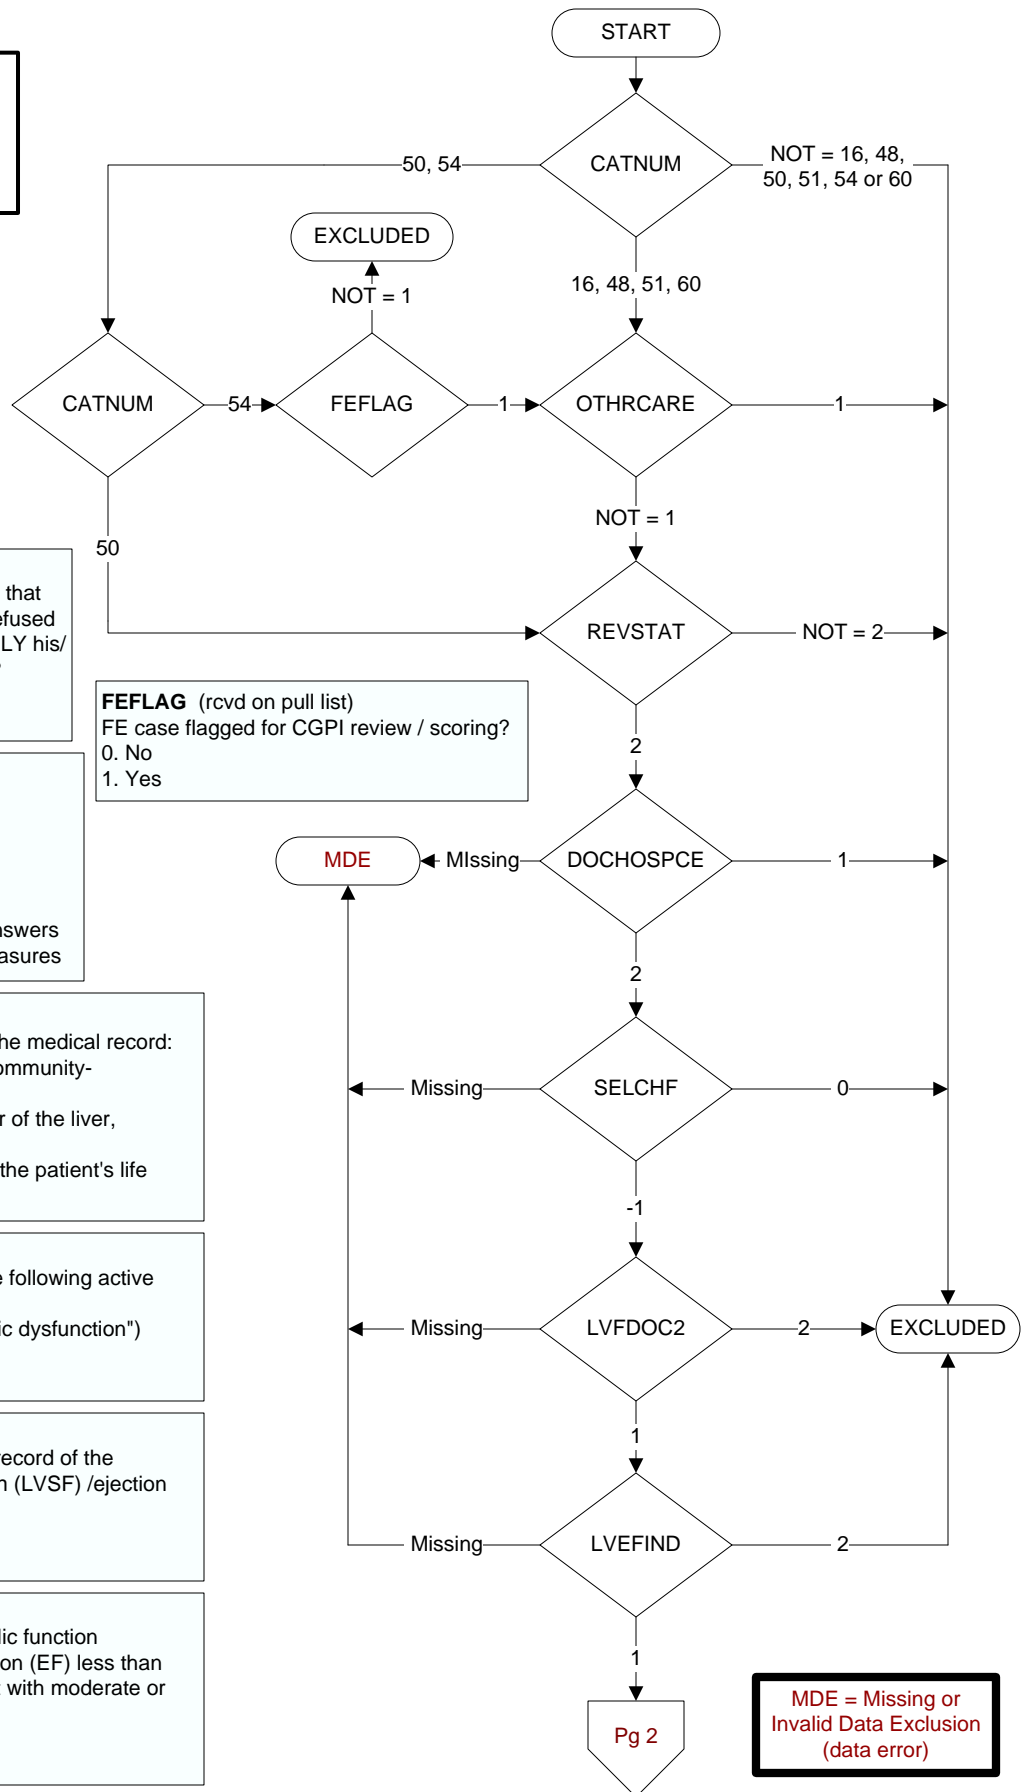 START
CATNUM
50, 54
NOT = 16, 48,
50, 51, 54 or 60
EXCLUDED
NOT = 1
16, 48, 51, 60
CATNUM
54
FEFLAG
1
OTHRCARE
1
NOT = 1
50
REVSTAT
NOT = 2
that
efused
LY his/
FEFLAG (rcvd on pull list)
FE case flagged for CGPI review / scoring?
0. No
1. Yes
2
MDE
MIssing
DOCHOSPCE
1
nswers
asures
2
he medical record:
ommunity-
r of the liver,
the patient's life
Missing
SELCHF
0
-1
e following active
ic dysfunction")
Missing
LVFDOC2
2
EXCLUDED
1
record of the
n (LVSF) /ejection
Missing
LVEFIND
2
lic function
ion (EF) less than
t with moderate or
1
Pg 2
MDE = Missing or
Invalid Data Exclusion
(data error)